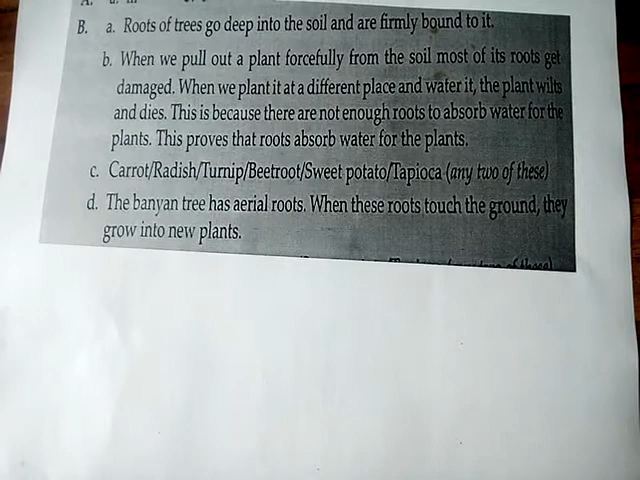 B. a. Roots of trees go deep into the soil and are firmly bound to it.
b. When we pull out a plant forcefully from the soil most of its roots get
damaged. When we plant it at a different place and water it, the plant wilts
and dies. This is because there are not enough roots to absorb water for the
plants. This proves that roots absorb water for the plants.
c. Carrot/Radish/Turnip/Beetroot/Sweet potato/Tapioca (any two of these)
d. The banyan tree has aerial roots. When these roots touch the ground, they
grow into new plants.